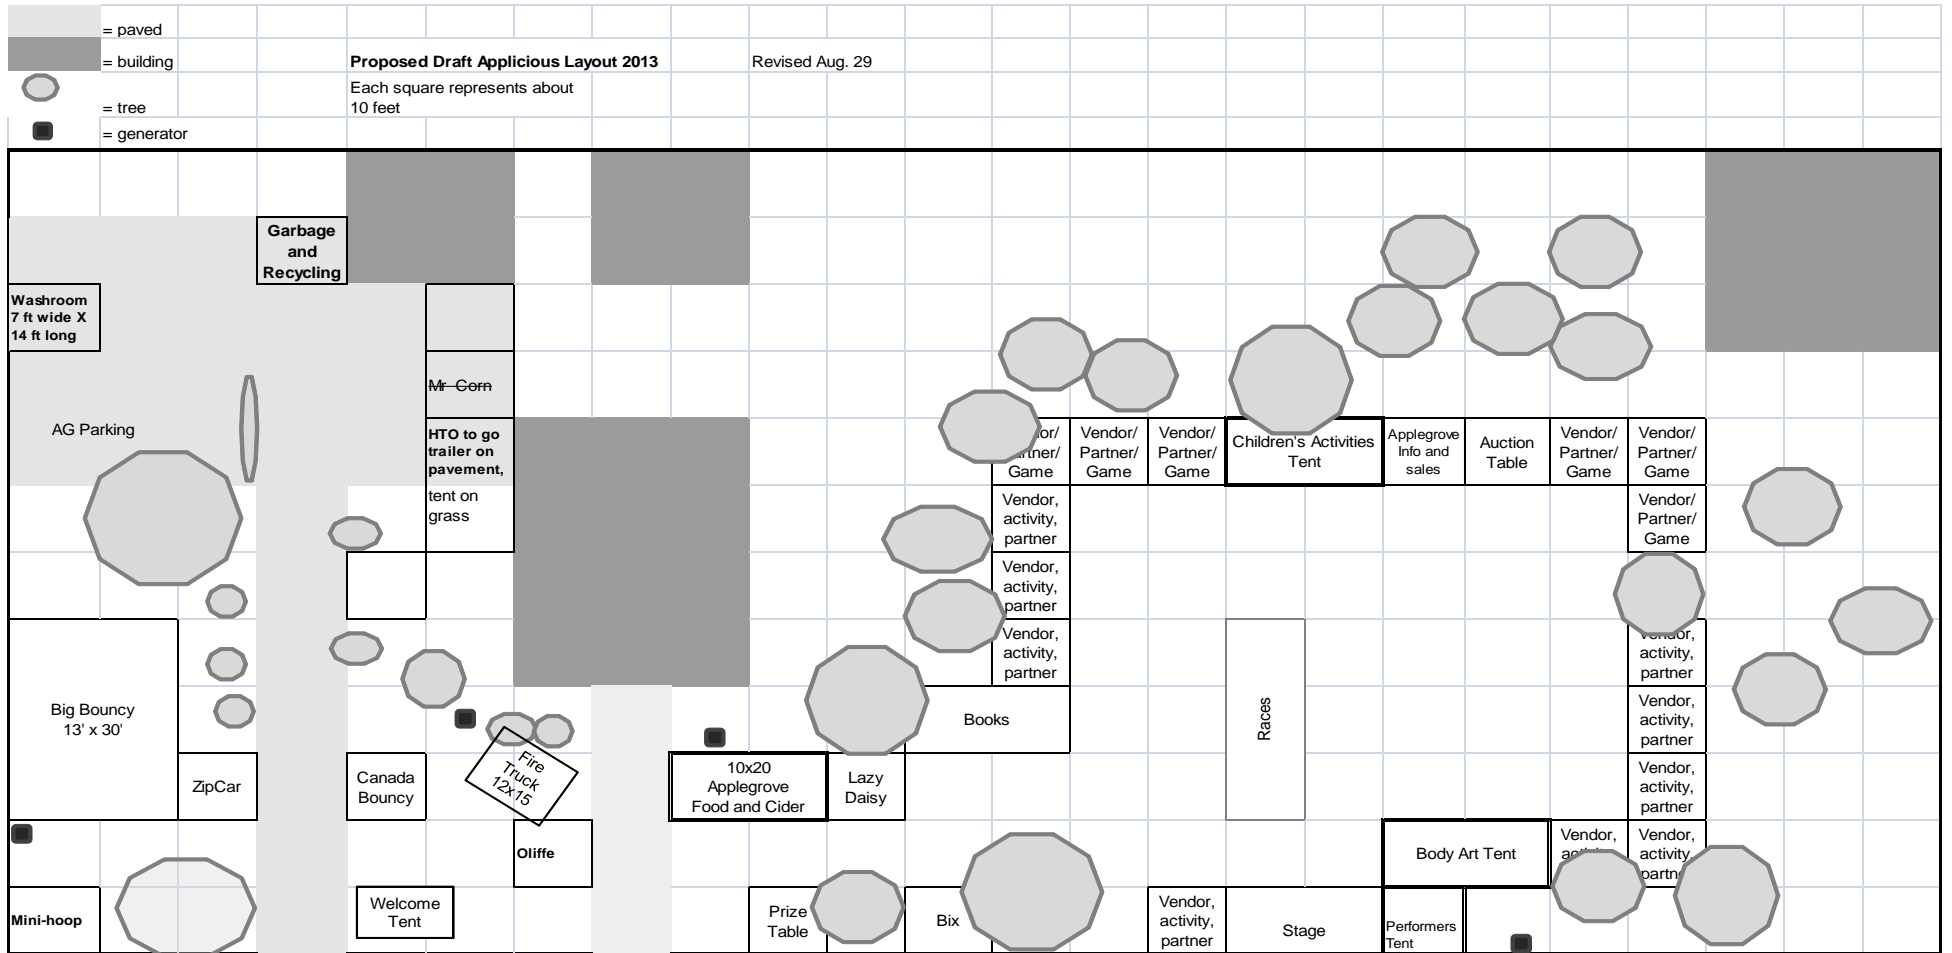 = paved
= building
Proposed Draft Applicious Layout 2013
Revised Aug. 29
Each square represents about
10 feet
= tree
= generator
Garbage
and
Recycling
Washroom
7 ft wide X
14 ft long
Mr Corn
AG Parking
HTO to go
trailer on
pavement,
tent on
grass
Game
Vendor/
Partner/
Game
Vendor/
Partner/
Game
Children's Activities
Tent
Applegrove
Info and
sales
Auction
Table
Vendor/
Partner/
Game
Vendor/
Partner/
Game
Vendor,
activity,
partner
Vendor/
Partner/
Game
Vendor,
activity,
partner
Vendor,
activity,
partner
Vendor,
activity,
partner
Big Bouncy
13' x 30'
Books
Races
Vendor,
activity,
partner
ZipCar
Canada
Bouncy
Fire
Truck
12x15
10x20
Applegrove
Food and Cider
Lazy
Daisy
Vendor,
activity,
partner
Oliffe
Body Art Tent
Vendor,
Vendor,
activity,
Mini-hoop
Welcome
Tent
Prize
Table
Bix
Vendor,
activity,
partner
Stage
Performers
Tent